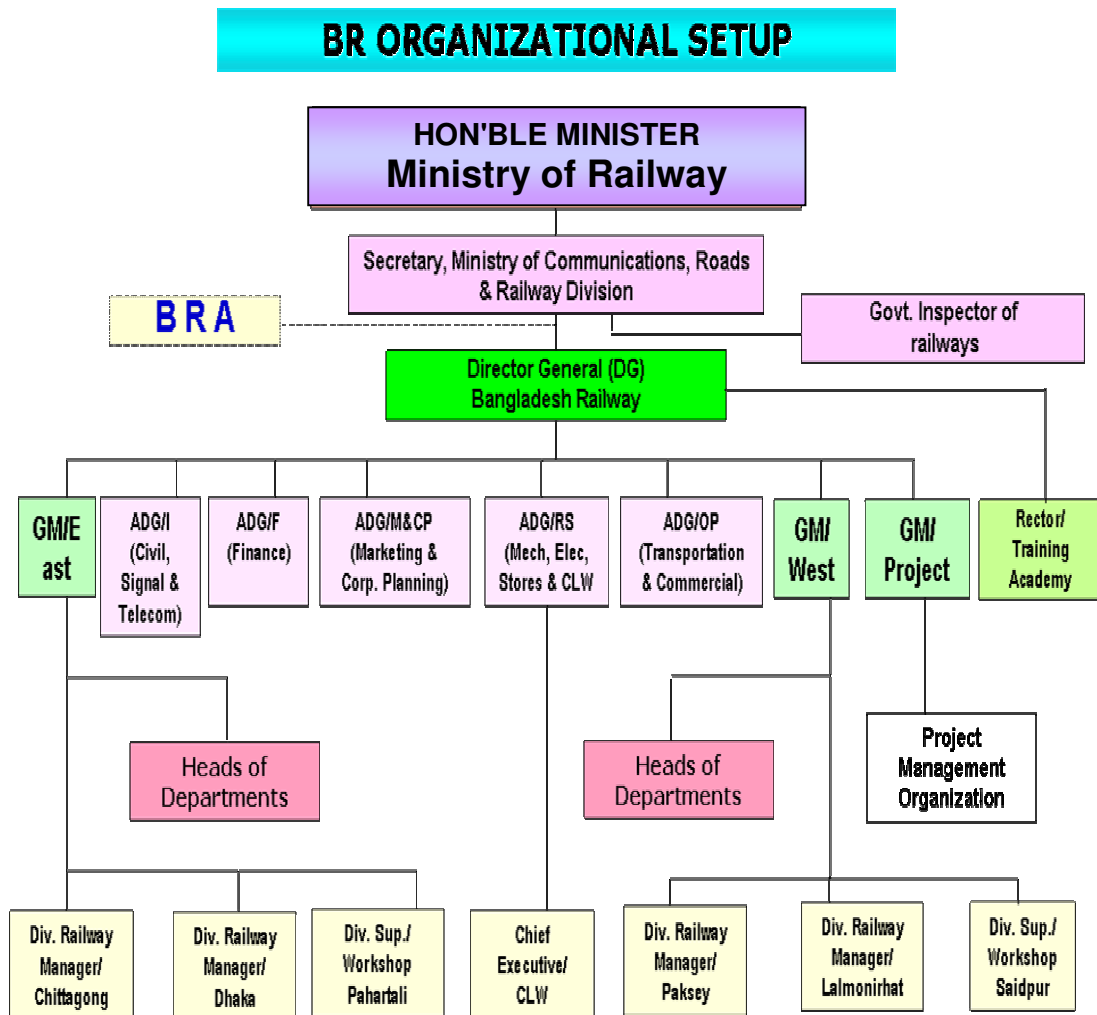 BR ORGANIZATIONAL SETUP
HON'BLE MINISTER
Ministry of Railway
Secretary, Ministry of Communications, Roads
& Railway Division
B R A
Govt. Inspector of
railways
Director General (DG)
Bangladesh Railway
GM/E
ast
ADG/I
(Civil,
Signal &
Telecom)
ADG/F
(Finance)
ADG/M&CP
(Marketing &
Corp. Planning)
ADG/RS
(Mech, Elec,
Stores & CLW
ADG/OP
(Transportation
& Commercial)
GM/
West
GM/
Project
Rector/
Training
Academy
Heads of
Departments
Heads of
Departments
Project
Management
Organization
Div. Railway
Manager/
Chittagong
Div. Railway
Manager/
Dhaka
Div. Sup./
Workshop
Pahartali
Chief
Executive/
CLW
Div. Railway
Manager/
Paksey
Div. Railway
Manager/
Lalmonirhat
Div. Sup./
Workshop
Saidpur